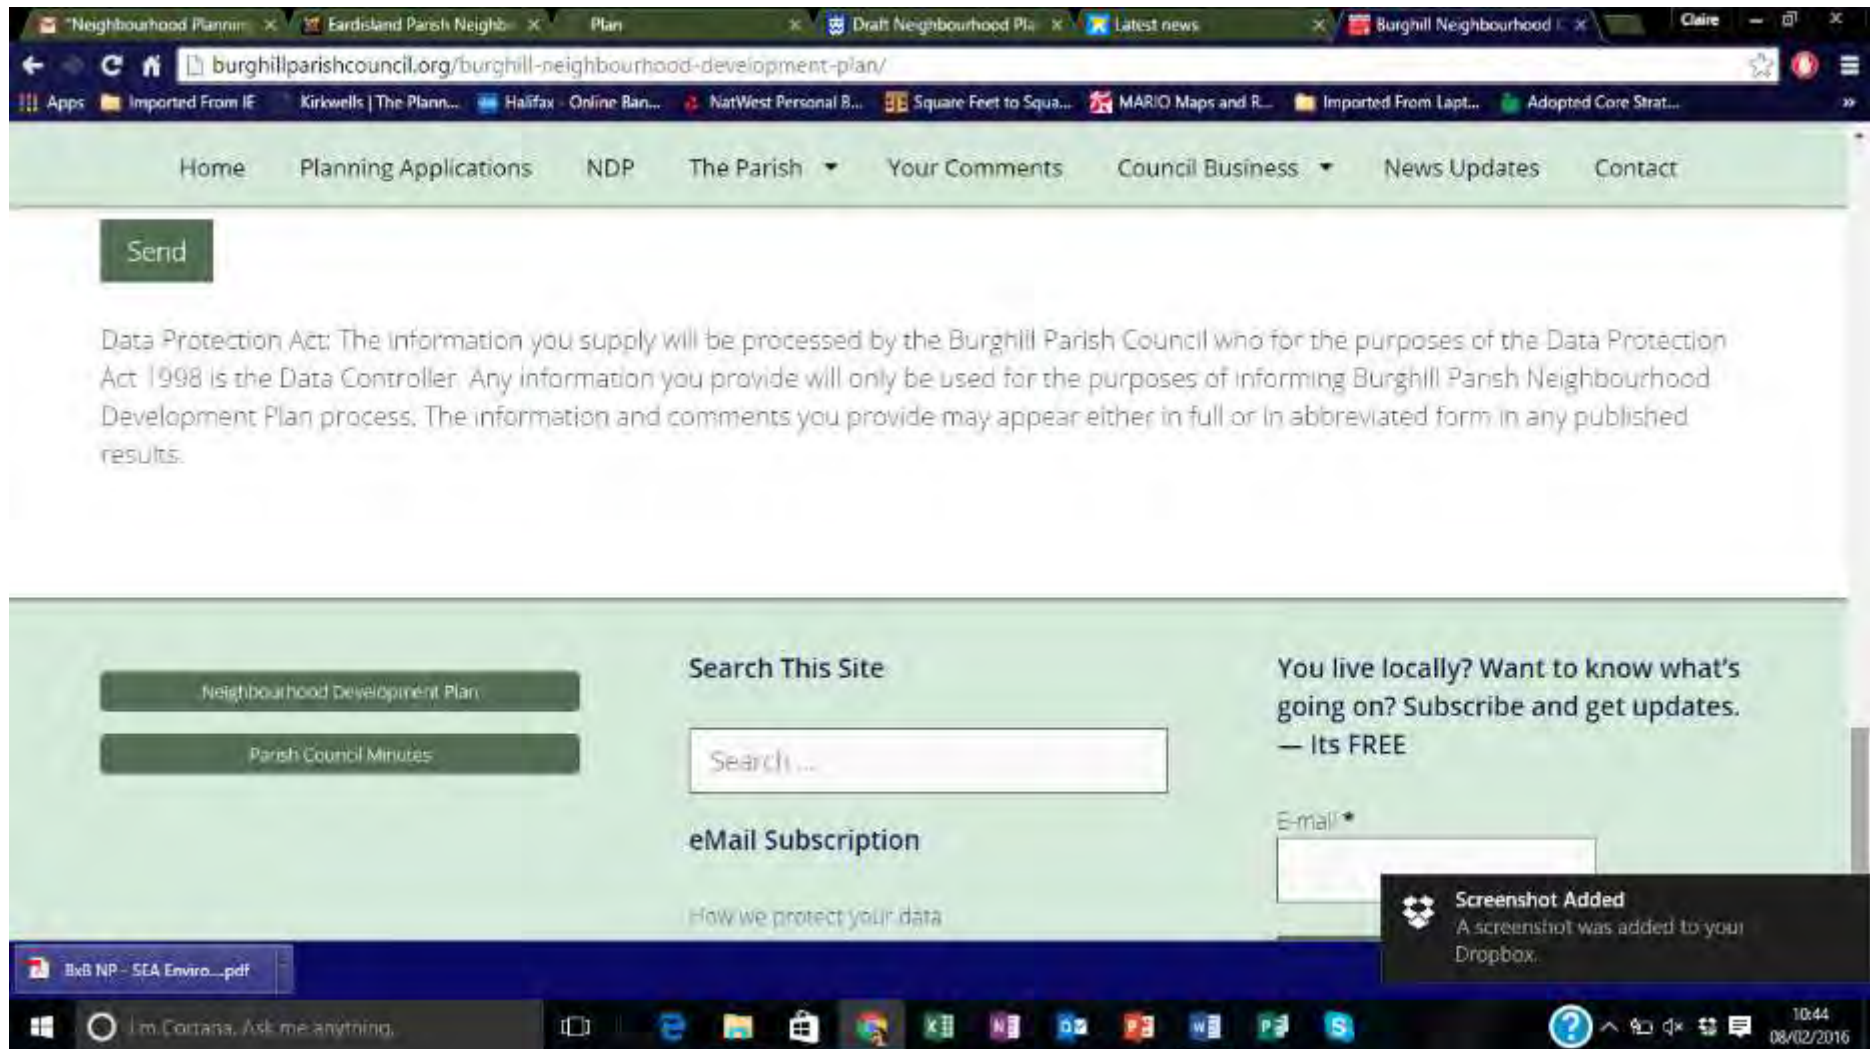 "Neighbourhood Plannin
Eardisland Parish Neighb
Plan
Draft Neighbourhood Pla
Latest news
Burghill Neighbourhood
Claire
burghillparishcouncil.org/burghill-neighbourhood-development-plan/
Apps
Imported From IE
Kirkwells | The Plann...
Halifax - Online Ban...
NatWest Personal B...
Square Feet to Squa...
MARIO Maps and R...
Imported From Lapt...
Adopted Core Strat...
Home
Planning Applications
NDP
The Parish
Your Comments
Council Business
News Updates
Contact
Send
Data Protection Act: The information you supply will be processed by the Burghill Parish Council who for the purposes of the Data Protection
Act 1998 is the Data Controller. Any information you provide will only be used for the purposes of informing Burghill Parish Neighbourhood
Development Plan process. The information and comments you provide may appear either in full or in abbreviated form in any published
results.
Neighbourhood Development Plan
Parish Council Minutes
Search This Site
Search ...
eMail Subscription
How we protect your data
You live locally? Want to know what's
going on? Subscribe and get updates.
— Its FREE
E-mail *
Screenshot Added
A screenshot was added to your
Dropbox.
BxB NP - SEA Enviro....pdf
I'm Cortana. Ask me anything.
10:44
08/02/2016